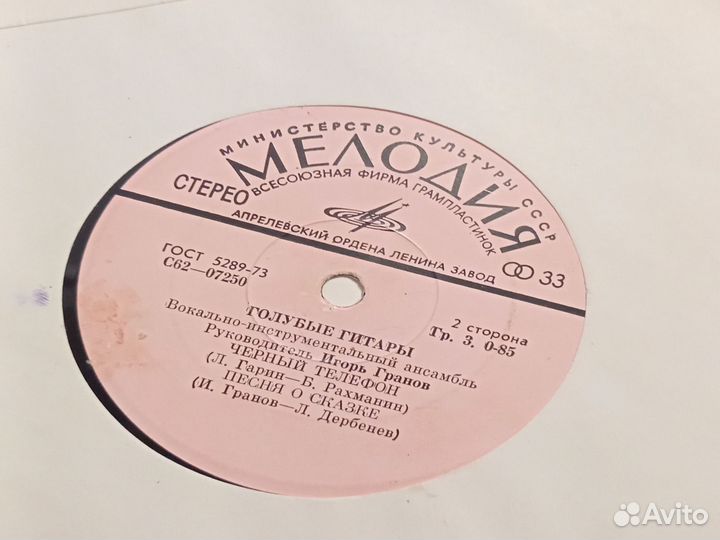 МИНИСТЕРСТВО КУЛЬТУРЫ СССР
МЕЛОДИЯ
ВСЕСОЮЗНАЯ ФИРМА ГРАМПЛАСТИНОК
СТЕРЕО
33
АПРЕЛЕВСКИЙ ОРДЕНА ЛЕНИНА ЗАВОД
ГОСТ 5289-73
С62—07250
2 сторона
Гр. 3. 0-85
ГОЛУБЫЕ ГИТАРЫ
Вокально-инструментальный ансамбль
Руководитель Игорь Гранов
ЧЕРНЫЙ ТЕЛЕФОН
(Л. Гарин—Б. Рахманин)
ПЕСНЯ О СКАЗКЕ
(И. Гранов—Л. Дербенев)
Avito